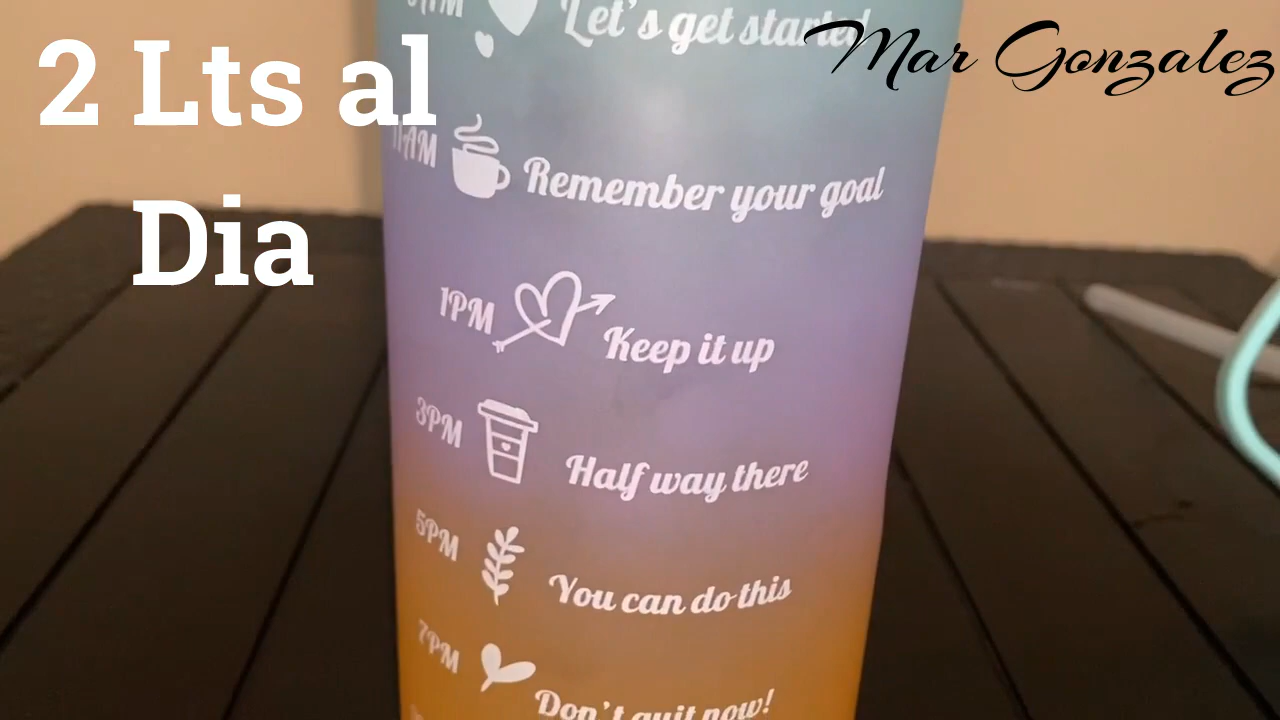 2 Lts al
Dia
Mar Gonzalez
Let's get started
11AM Remember your goal
1PM Keep it up
3PM Half way there
5PM You can do this
7PM Don't quit now!